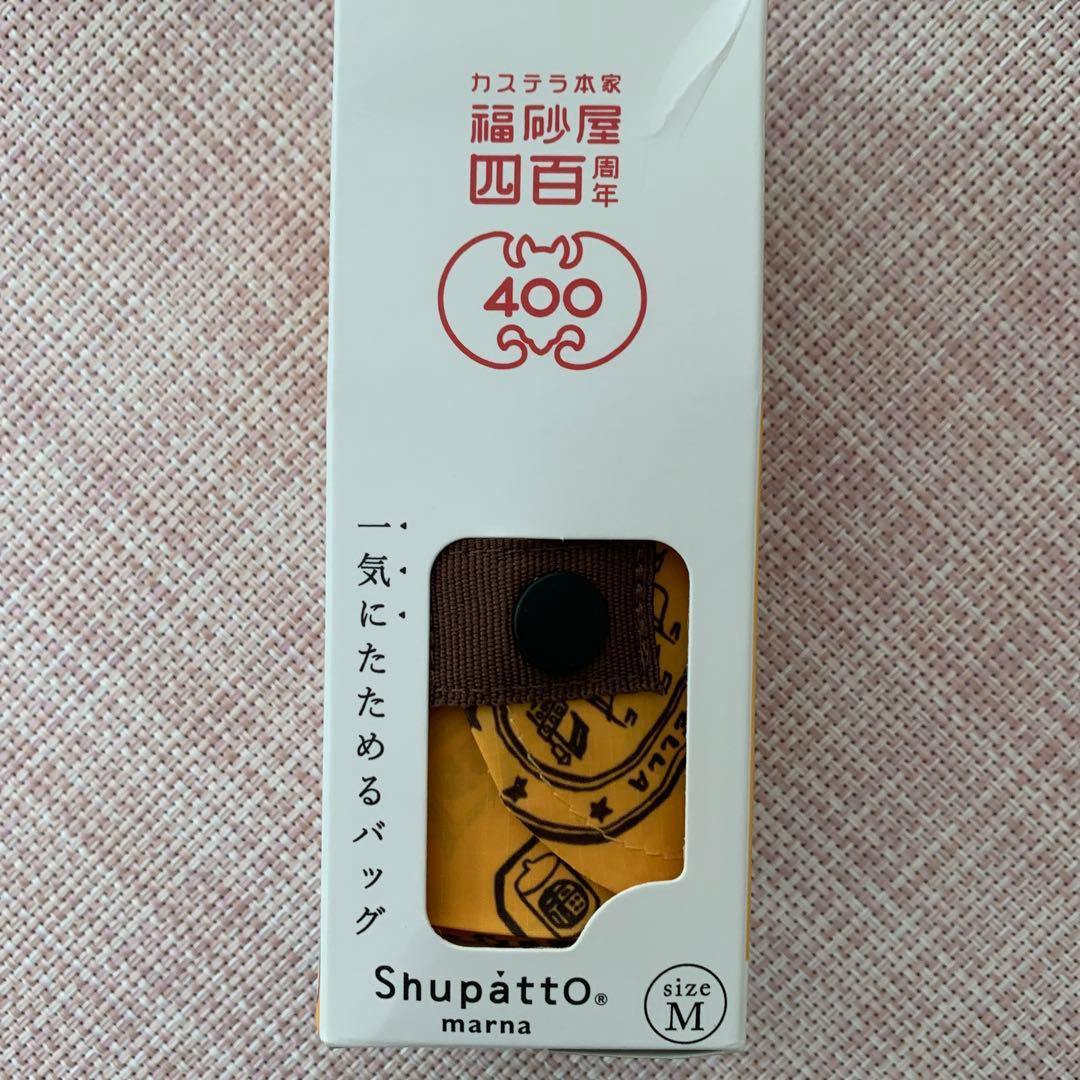 カステラ本家
福砂屋
四百周年
400
一気にたためるバッグ
ELLA
Shupatto®
marna
size
M